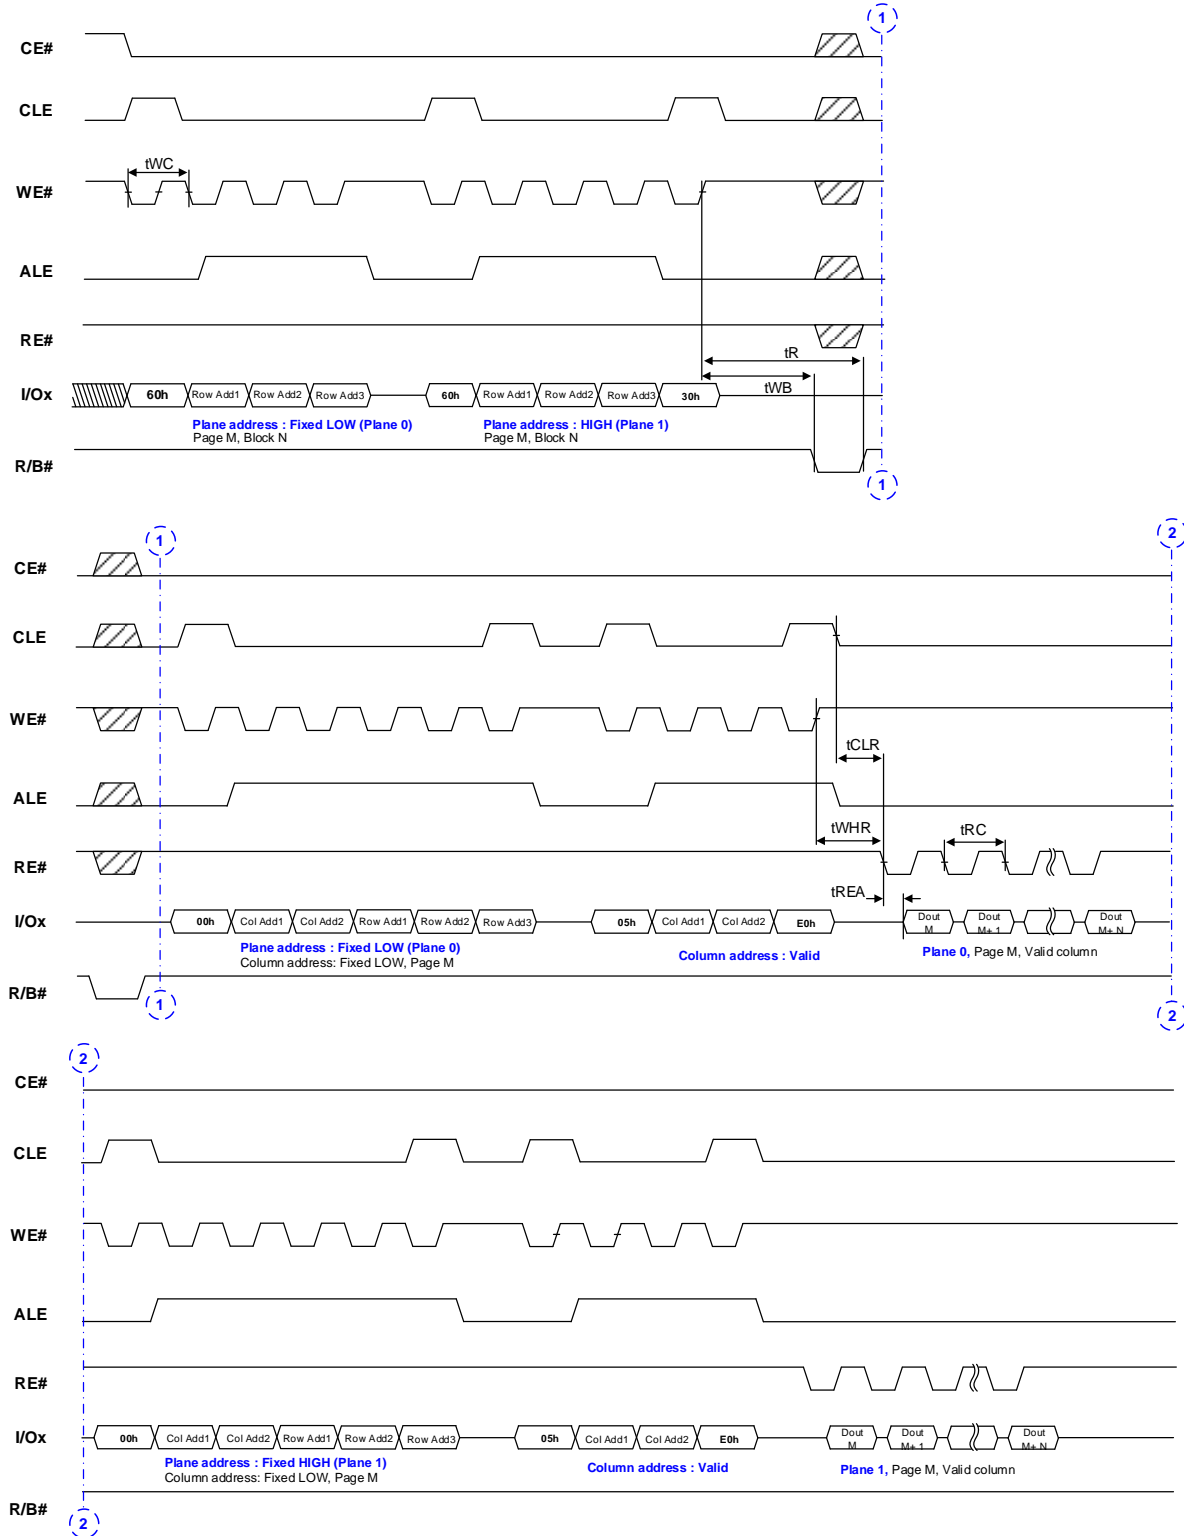 1
CE#
CLE
tWC
WE#
ALE
RE#
tR
tWB
I/Ox 60h Row Add1 Row Add2 Row Add3 60h Row Add1 Row Add2 Row Add3 30h
Plane address : Fixed LOW (Plane 0) Plane address : HIGH (Plane 1)
Page M, Block N Page M, Block N
R/B#
1
1 2
CE#
CLE
WE#
tCLR
ALE
tWHR tRC
RE#
tREA
I/Ox 00h Col Add1 Col Add2 Row Add1 Row Add2 Row Add3 05h Col Add1 Col Add2 E0h Dout M Dout M+ 1 Dout M+ N
Plane address : Fixed LOW (Plane 0) Column address : Valid Plane 0, Page M, Valid column
Column address: Fixed LOW, Page M
R/B#
1 2
2
CE#
CLE
WE#
ALE
RE#
I/Ox 00h Col Add1 Col Add2 Row Add1 Row Add2 Row Add3 05h Col Add1 Col Add2 E0h Dout M Dout M+ 1 Dout M+ N
Plane address : Fixed HIGH (Plane 1) Column address : Valid Plane 1, Page M, Valid column
Column address: Fixed LOW, Page M
R/B#
2